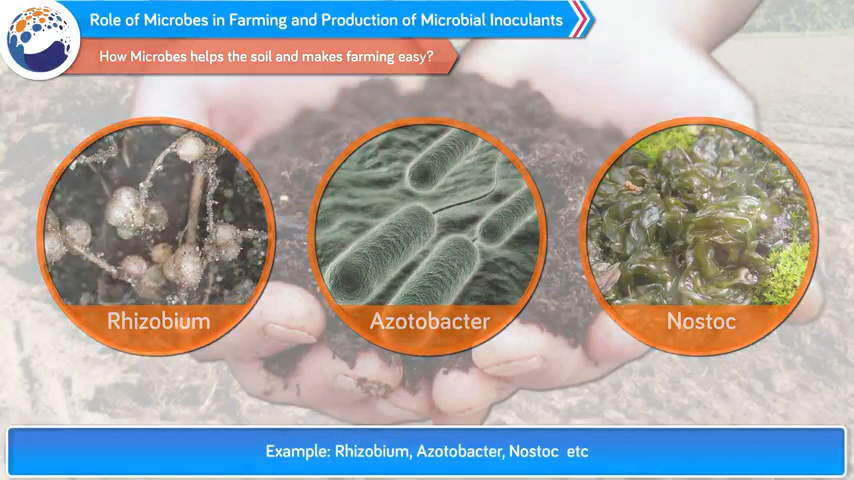 Role of Microbes in Farming and Production of Microbial Inoculants
How Microbes helps the soil and makes farming easy?
Rhizobium
Azotobacter
Nostoc
Example: Rhizobium, Azotobacter, Nostoc etc